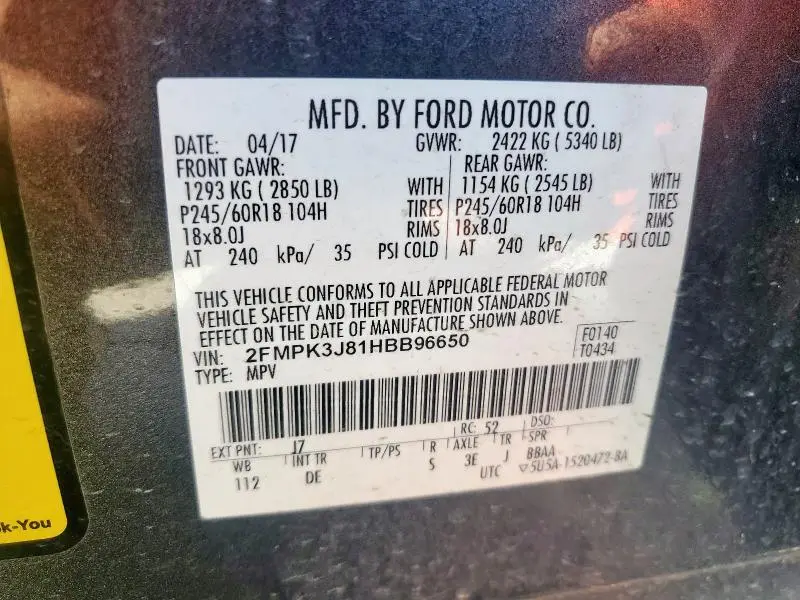 MFD. BY FORD MOTOR CO.
DATE: 04/17 GVWR: 2422 KG ( 5340 LB)
FRONT GAWR: REAR GAWR:
1293 KG ( 2850 LB) WITH 1154 KG ( 2545 LB) WITH
P245/60R18 104H TIRES P245/60R18 104H TIRES
18x8.0J RIMS 18x8.0J RIMS
AT 240 kPa/ 35 PSI COLD AT 240 kPa/ 35 PSI COLD
THIS VEHICLE CONFORMS TO ALL APPLICABLE FEDERAL MOTOR
VEHICLE SAFETY AND THEFT PREVENTION STANDARDS IN
EFFECT ON THE DATE OF MANUFACTURE SHOWN ABOVE.
VIN: 2FMPK3J81HBB96650 F0140
TYPE: MPV T0434
EXT PNT: J7 RC: 52 DSO:
WB INT TR TP/PS R AXLE TR SPR
112 DE S 3E J BBAA
UTC 5U5A-1520472-BA
k-You